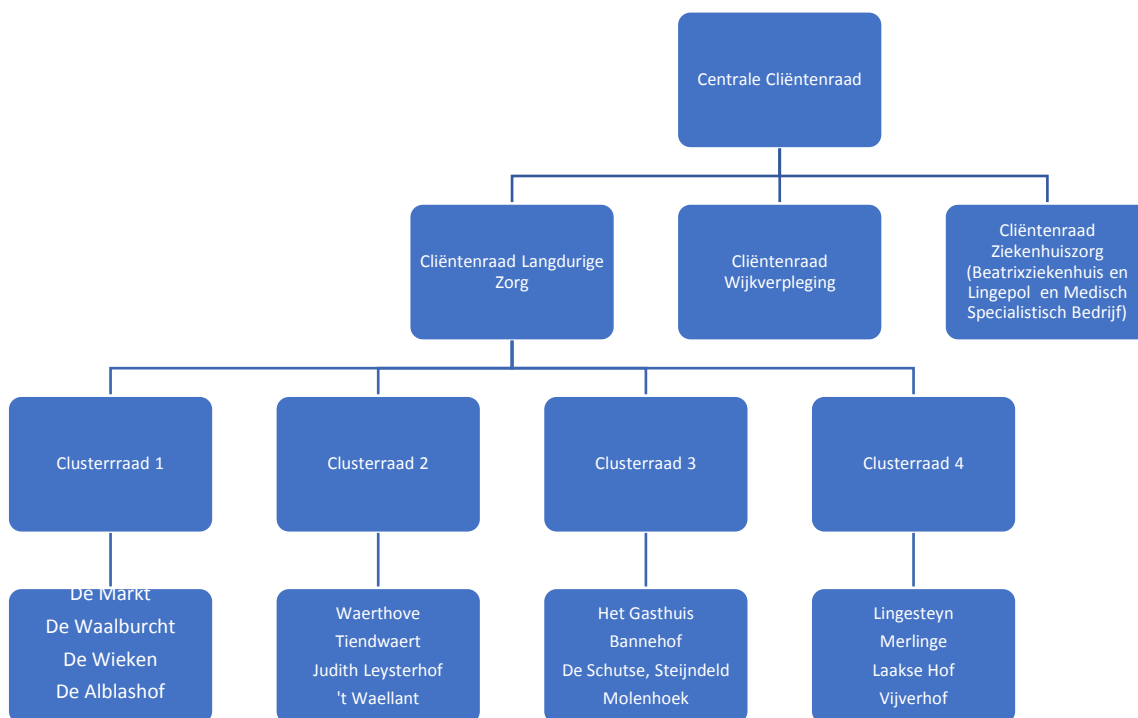 Centrale Cliëntenraad
Cliëntenraad Langdurige
Zorg
Cliëntenraad
Wijkverpleging
Cliëntenraad
Ziekenhuiszorg
(Beatrixziekenhuis en
Lingepol en Medisch
Specialistisch Bedrijf)
Clusterrraad 1
Clusterraad 2
Clusterraad 3
Clusterraad 4
De Markt
De Waalburcht
De Wieken
De Alblashof
Waerthove
Tiendwaert
Judith Leysterhof
't Waellant
Het Gasthuis
Bannehof
De Schutse, Steijndeld
Molenhoek
Lingesteyn
Merlinge
Laakse Hof
Vijverhof